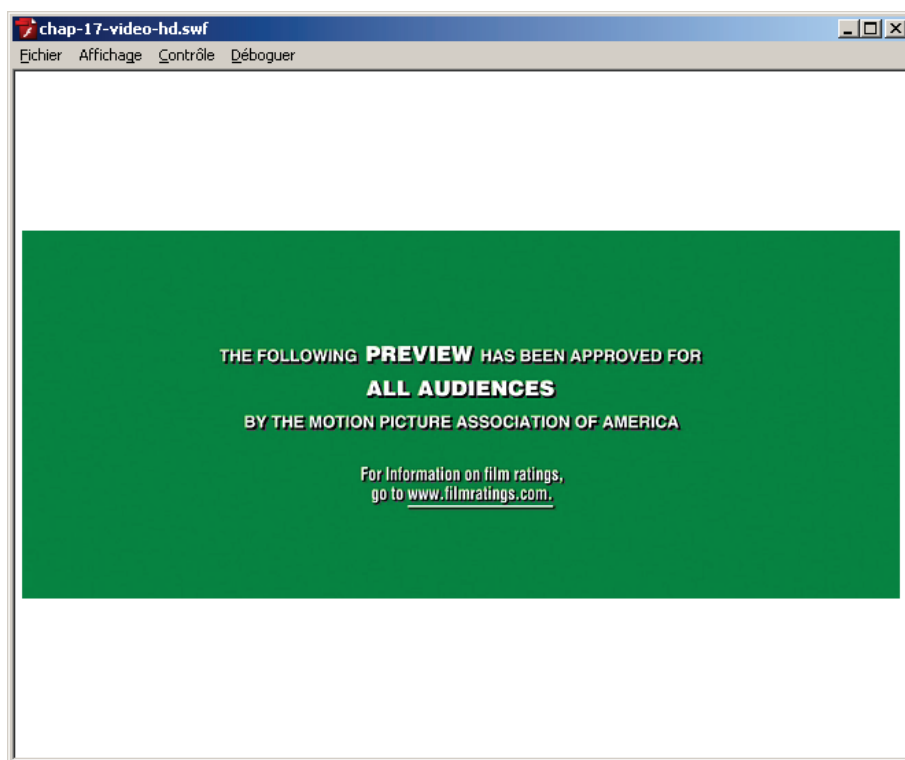 chap-17-video-hd.swf
Fichier Affichage Contrôle Déboguer
THE FOLLOWING PREVIEW HAS BEEN APPROVED FOR
ALL AUDIENCES
BY THE MOTION PICTURE ASSOCIATION OF AMERICA
For Information on film ratings,
go to www.filmratings.com.